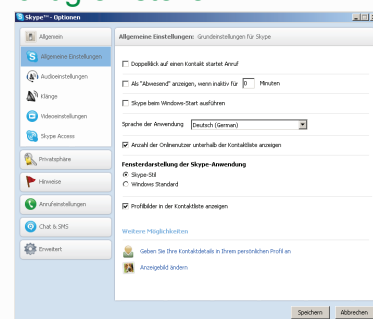 Skype™ - Optionen
Allgemein
Allgemeine Einstellungen
Audioeinstellungen
Klänge
Videoeinstellungen
Skype Access
Privatsphäre
Hinweise
Anrufeinstellungen
Chat & SMS
Erweitert
Allgemeine Einstellungen: Grundeinstellungen für Skype
Doppelklick auf einen Kontakt startet Anruf
Als "Abwesend" anzeigen, wenn inaktiv für 0 Minuten
Skype beim Windows-Start ausführen
Sprache der Anwendung Deutsch (German)
Anzahl der Onlinenutzer unterhalb der Kontaktliste anzeigen
Fensterdarstellung der Skype-Anwendung
Skype-Stil
Windows Standard
Profilbilder in der Kontaktliste anzeigen
Weitere Möglichkeiten
Geben Sie Ihre Kontaktdetails in Ihrem persönlichen Profil an
Anzeigebild ändern
Speichern Abbrechen